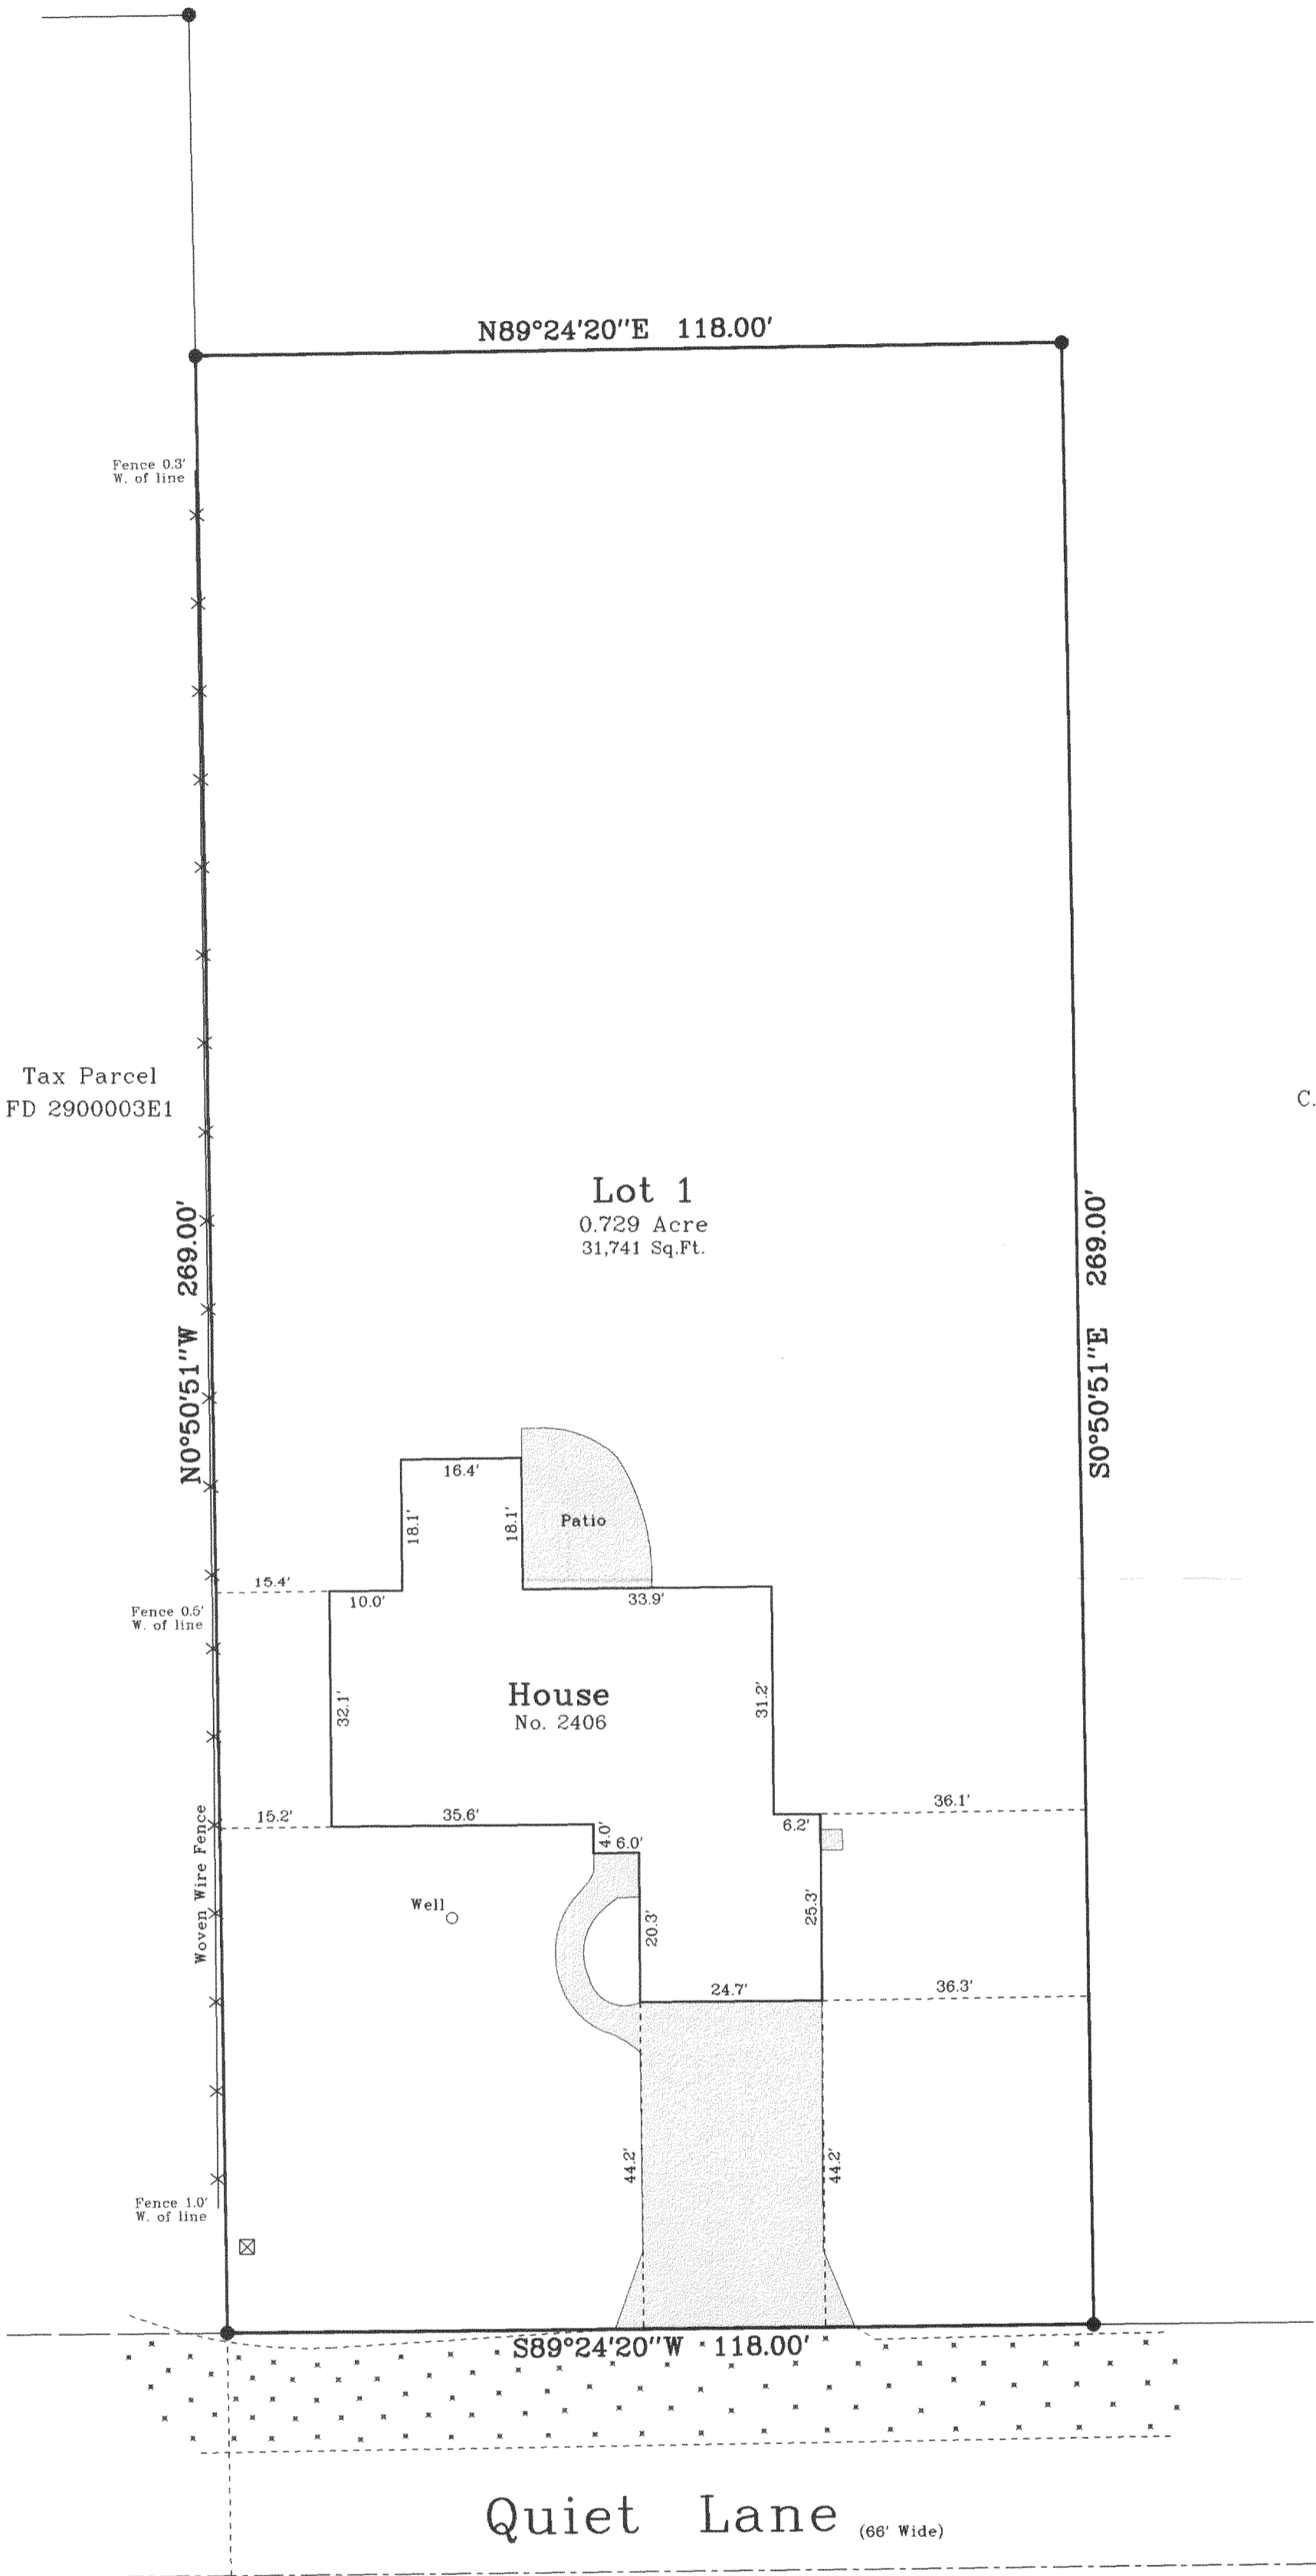 N89°24'20"E 118.00'
Fence 0.3'
W. of line
Tax Parcel
FD 2900003E1
C.
Lot 1
0.729 Acre
31,741 Sq.Ft.
N0°50'51"W 269.00'
S0°50'51"E 269.00'
16.4'
18.1'
18.1'
Patio
15.4'
10.0'
33.9'
Fence 0.5'
W. of line
House
No. 2406
32.1'
31.2'
36.1'
15.2'
35.6'
4.0'
6.0'
6.2'
Woven Wire Fence
Well
20.3'
25.3'
24.7'
36.3'
44.2'
44.2'
Fence 1.0'
W. of line
S89°24'20"W 118.00'
Quiet Lane (66' Wide)